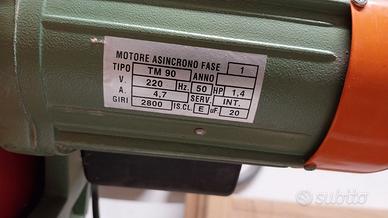 MOTORE ASINCRONO FASE 1
TIPO TM 90 ANNO
V. 220 Hz. 50 HP 1,4
A. 4,7 SERV. INT.
GIRI 2800 IS.CL. E uF 20
subito